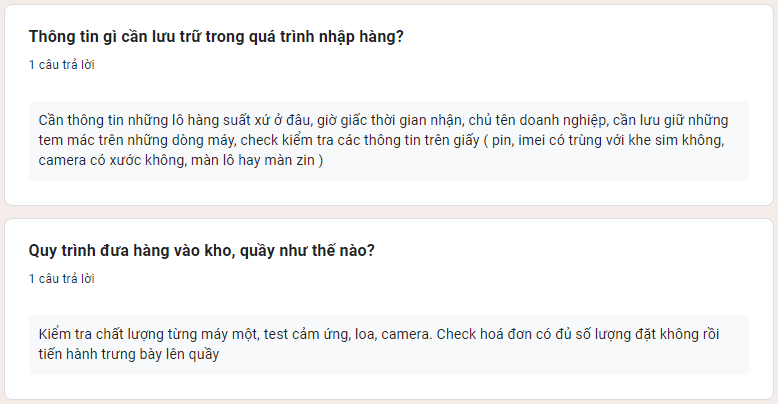 Thông tin gì cần lưu trữ trong quá trình nhập hàng?
1 câu trả lời
Cần thông tin những lô hàng suất xứ ở đâu, giờ giấc thời gian nhận, chủ tên doanh nghiệp, cần lưu giữ những
tem mác trên những dòng máy, check kiểm tra các thông tin trên giấy ( pin, imei có trùng với khe sim không,
camera có xước không, màn lô hay màn zin )
Quy trình đưa hàng vào kho, quầy như thế nào?
1 câu trả lời
Kiểm tra chất lượng từng máy một, test cảm ứng, loa, camera. Check hoá đơn có đủ số lượng đặt không rồi
tiến hành trưng bày lên quầy